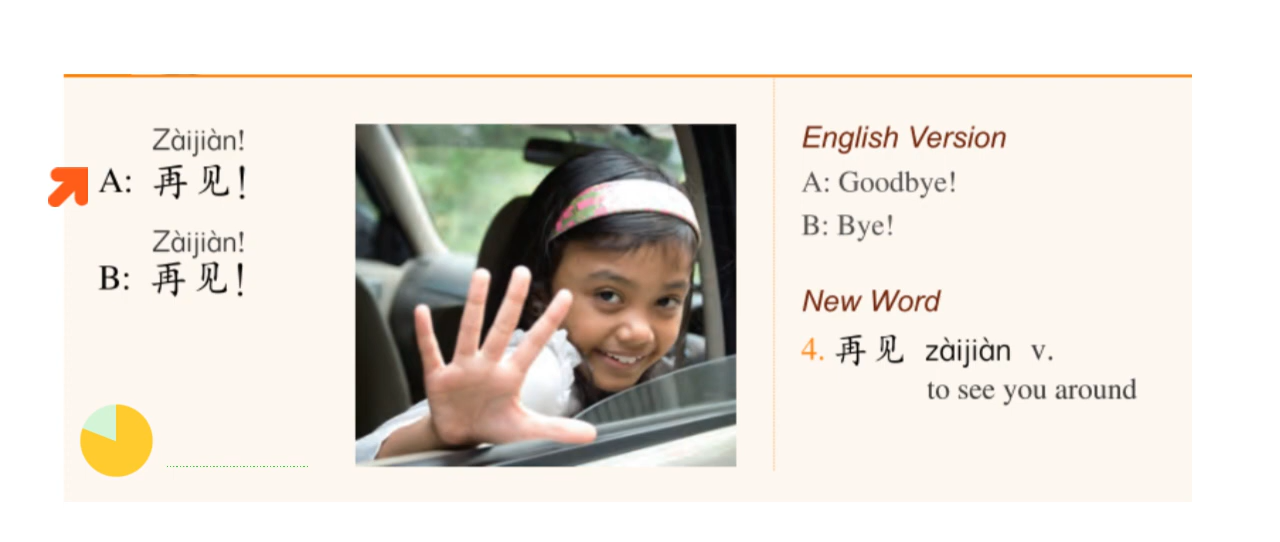 Zàijiàn!
A: 再见!
Zàijiàn!
B: 再见!
English Version
A: Goodbye!
B: Bye!
New Word
4. 再见 zàijiàn v.
to see you around